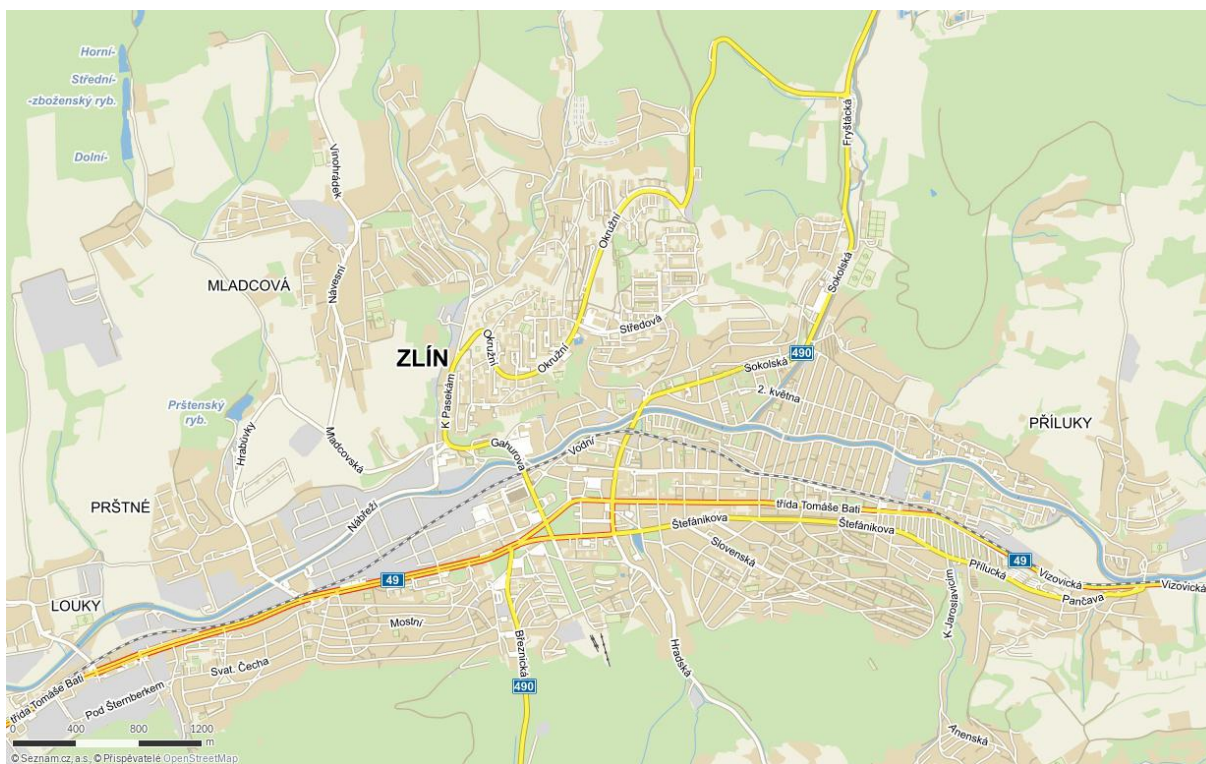 Horní-
Střední-
-zboženský ryb.
Dolní-
Fryštácká
Vinohrádek
Okružní
Sokolská
MLADCOVÁ
Návesní
Středová
Okružní
Okružní
ZLÍN
490
Sokolská
K Pasekám
2. května
Prštenský
ryb.
PŘÍLUKY
Hrabůvky
Mladcovská
Gahurova
Vodní
PRŠTNÉ
Nábřeží
třída Tomáše Bati
Štefánikova
Štefánikova
Slovenská
49
49
Přílucká
Vizovická
Vizovická
Pančava
K Jaroslavicím
LOUKY
Mostní
Březnická
Hradská
Svat. Čecha
490
Pod Šternberkem
třída Tomáše Bati
Anenská
0 400 800 1200
m
© Seznam.cz, a.s., © Přispěvatelé OpenStreetMap